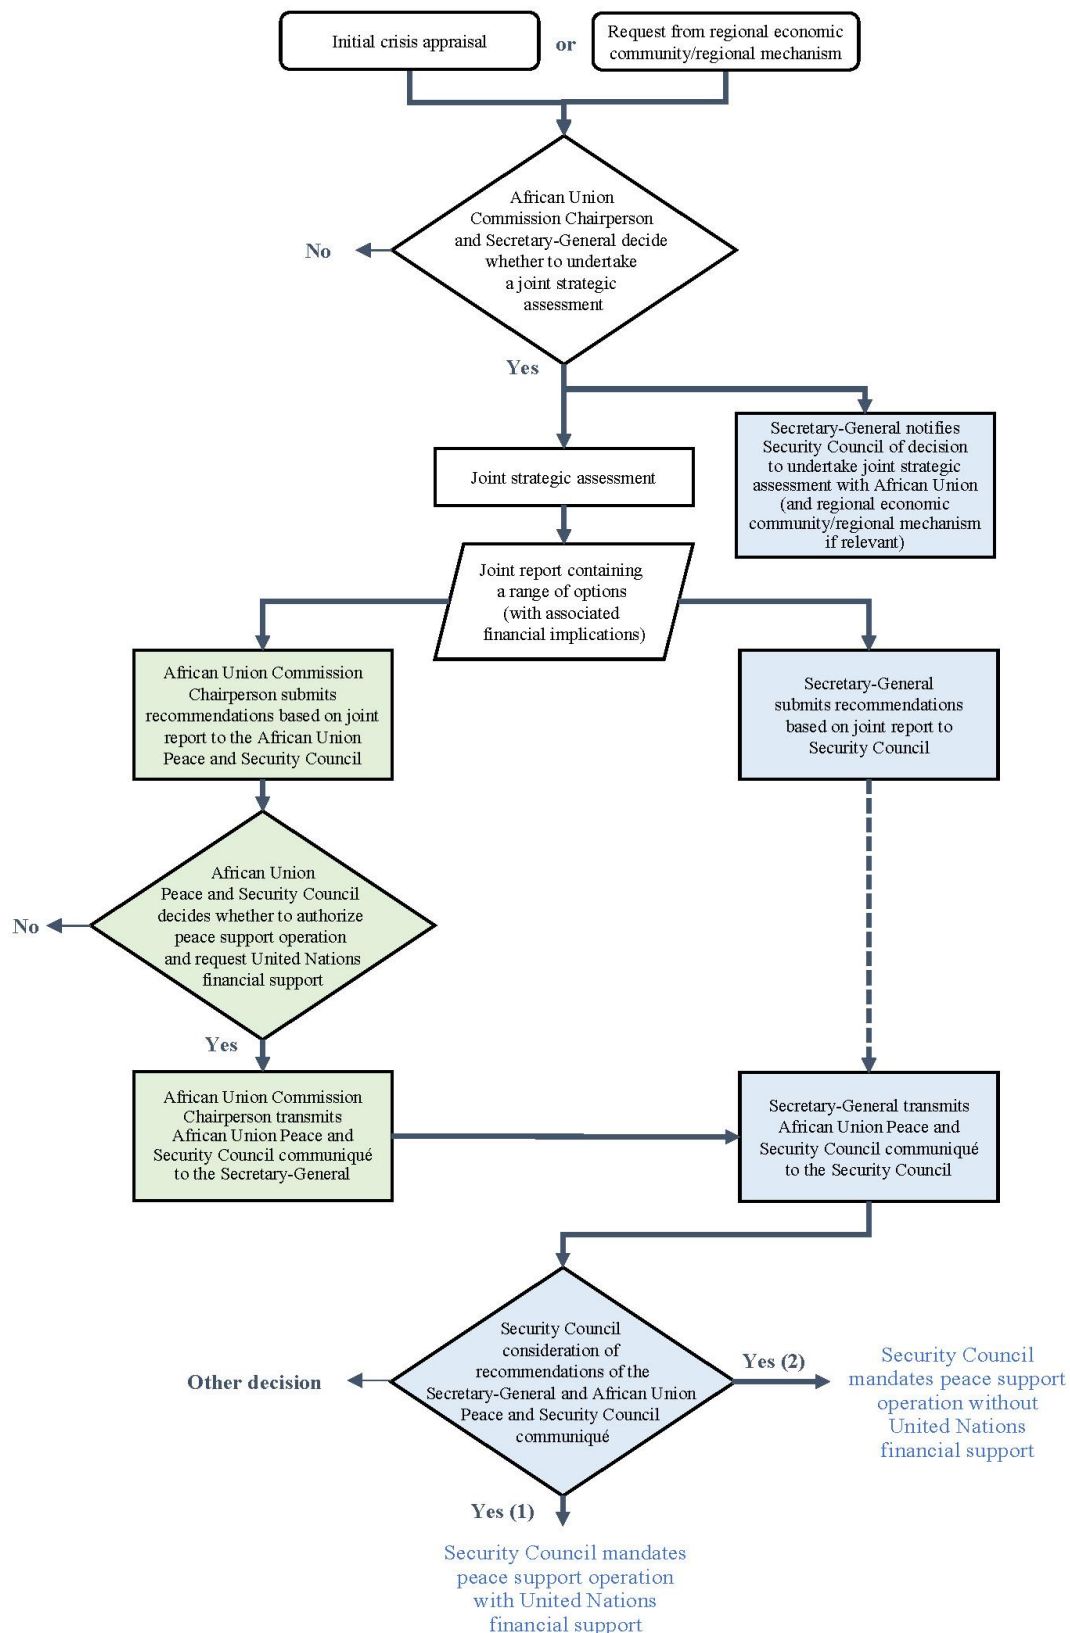 Initial crisis appraisal
or
Request from regional economic
community/regional mechanism
African Union
Commission Chairperson
and Secretary-General decide
whether to undertake
a joint strategic
assessment
No
Yes
Secretary-General notifies
Security Council of decision
to undertake joint strategic
assessment with African Union
(and regional economic
community/regional mechanism
if relevant)
Joint strategic assessment
Joint report containing
a range of options
(with associated
financial implications)
African Union Commission
Chairperson submits
recommendations based on joint
report to the African Union
Peace and Security Council
Secretary-General
submits recommendations
based on joint report to
Security Council
African Union
Peace and Security Council
decides whether to authorize
peace support operation
and request United Nations
financial support
No
Yes
African Union Commission
Chairperson transmits
African Union Peace and
Security Council communiqué
to the Secretary-General
Secretary-General transmits
African Union Peace and
Security Council communiqué
to the Security Council
Security Council
consideration of
recommendations of the
Secretary-General and African Union
Peace and Security Council
communiqué
Other decision
Yes (2)
Security Council
mandates peace support
operation without
United Nations
financial support
Yes (1)
Security Council mandates
peace support operation
with United Nations
financial support